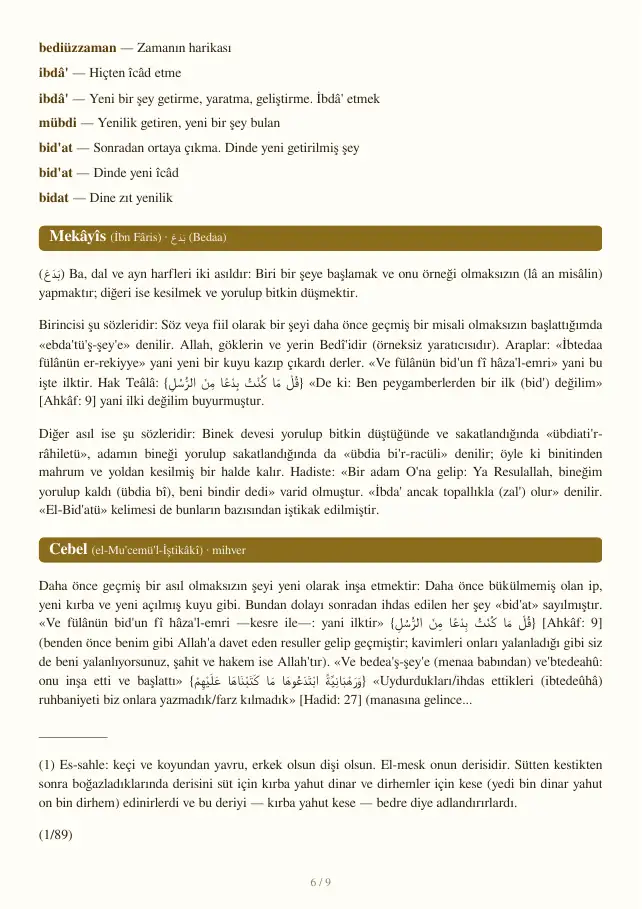 bediüzzaman — Zamanın harikası
ibdâ' — Hiçten îcâd etme
ibdâ' — Yeni bir şey getirme, yaratma, geliştirme. İbdâ' etmek
mübdi — Yenilik getiren, yeni bir şey bulan
bid'at — Sonradan ortaya çıkma. Dinde yeni getirilmiş şey
bid'at — Dinde yeni îcâd
bidat — Dine zıt yenilik
Mekâyîs (İbn Fâris) · بَدَعَ (Bedaa)
(بَدَعَ) Ba, dal ve ayn harfleri iki asıldır: Biri bir şeye başlamak ve onu örneği olmaksızın (lâ an misâlin)
yapmaktır; diğeri ise kesilmek ve yorulup bitkin düşmektir.
Birincisi şu sözleridir: Söz veya fiil olarak bir şeyi daha önce geçmiş bir misali olmaksızın başlattığımda
«ebda'tü'ş-şey'e» denilir. Allah, göklerin ve yerin Bedî'idir (örneksiz yaratıcısıdır). Araplar: «İbtedaa
fülânün er-rekiyye» yani yeni bir kuyu kazıp çıkardı derler. «Ve fülânün bid'un fî hâza'l-emri» yani bu
işte ilktir. Hak Teâlâ: {قُلْ مَا كُنْتُ بِدْعًا مِنَ الرُّسُلِ} «De ki: Ben peygamberlerden bir ilk (bid') değilim»
[Ahkâf: 9] yani ilki değilim buyurmuştur.
Diğer asıl ise şu sözleridir: Binek devesi yorulup bitkin düştüğünde ve sakatlandığında «übdiati'r-
râhiletü», adamın bineği yorulup sakatlandığında da «übdia bi'r-racüli» denilir; öyle ki binitinden
mahrum ve yoldan kesilmiş bir halde kalır. Hadiste: «Bir adam O'na gelip: Ya Resulallah, bineğim
yorulup kaldı (übdia bî), beni bindir dedi» varid olmuştur. «İbda' ancak topallıkla (zal') olur» denilir.
«El-Bid'atü» kelimesi de bunların bazısından iştikak edilmiştir.
Cebel (el-Mu'cemü'l-İştikâkî) · mihver
Daha önce geçmiş bir asıl olmaksızın şeyi yeni olarak inşa etmektir: Daha önce bükülmemiş olan ip,
yeni kırba ve yeni açılmış kuyu gibi. Bundan dolayı sonradan ihdas edilen her şey «bid'at» sayılmıştır.
«Ve fülânün bid'un fî hâza'l-emri —kesre ile—: yani ilktir» {قُلْ مَا كُنْتُ بِدْعًا مِنَ الرُّسُلِ} [Ahkâf: 9]
(benden önce benim gibi Allah'a davet eden resuller gelip geçmiştir; kavimleri onları yalanladığı gibi siz
de beni yalanlıyorsunuz, şahit ve hakem ise Allah'tır). «Ve bedea'ş-şey'e (menaa babından) ve'btedeahû:
onu inşa etti ve başlattı» {وَرَهْبَانِيَّةً ابْتَدَعُوهَا مَا كَتَبْنَاهَا عَلَيْهِمْ} «Uydurdukları/ihdas ettikleri (ibtedeûhâ)
ruhbaniyeti biz onlara yazmadık/farz kılmadık» [Hadid: 27] (manasına gelince...
(1) Es-sahle: keçi ve koyundan yavru, erkek olsun dişi olsun. El-mesk onun derisidir. Sütten kestikten
sonra boğazladıklarında derisini süt için kırba yahut dinar ve dirhemler için kese (yedi bin dinar yahut
on bin dirhem) edinirlerdi ve bu deriyi — kırba yahut kese — bedre diye adlandırırlardı.
(1/89)
6 / 9